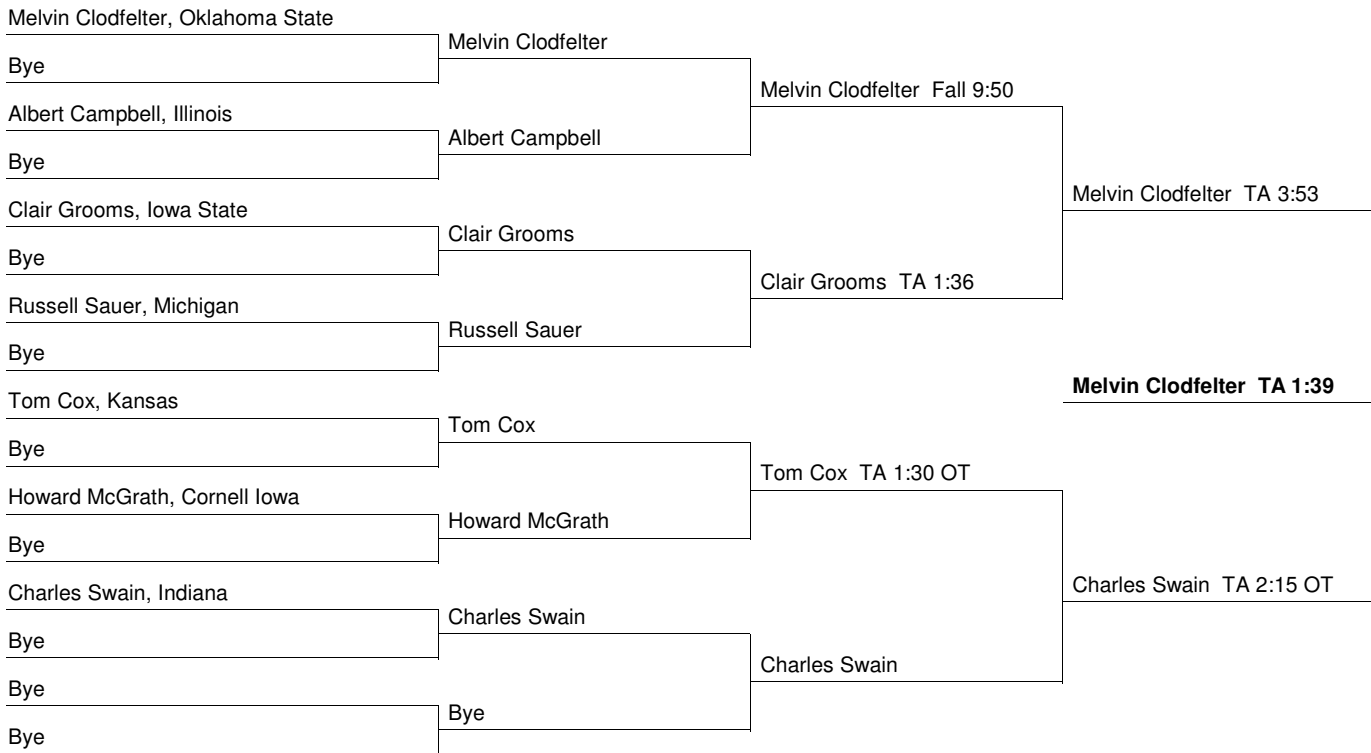 Melvin Clodfelter, Oklahoma State
Melvin Clodfelter
Bye
Melvin Clodfelter Fall 9:50
Albert Campbell, Illinois
Albert Campbell
Bye
Melvin Clodfelter TA 3:53
Clair Grooms, Iowa State
Clair Grooms
Bye
Clair Grooms TA 1:36
Russell Sauer, Michigan
Russell Sauer
Bye
Melvin Clodfelter TA 1:39
Tom Cox, Kansas
Tom Cox
Bye
Tom Cox TA 1:30 OT
Howard McGrath, Cornell Iowa
Howard McGrath
Bye
Charles Swain TA 2:15 OT
Charles Swain, Indiana
Charles Swain
Bye
Charles Swain
Bye
Bye
Bye